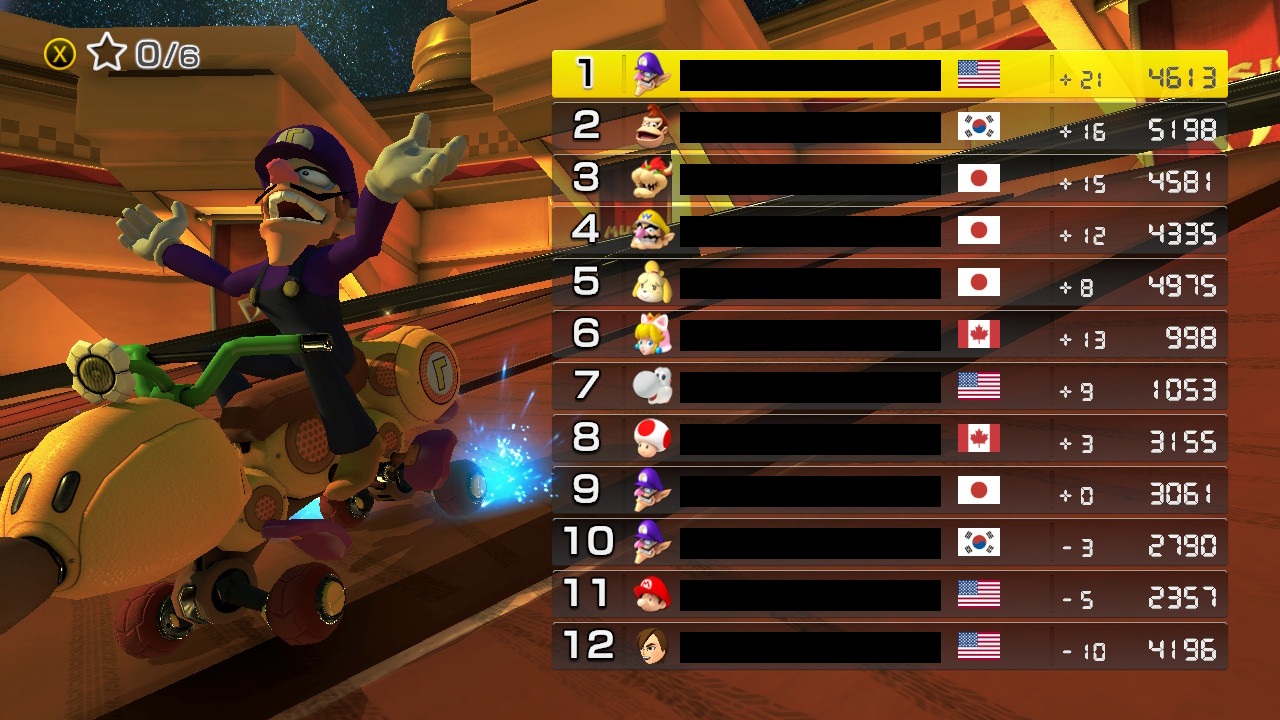 X 0/6
1 + 21 4613
2 + 16 5198
3 + 15 4581
4 + 12 4335
5 + 8 4975
6 + 13 998
7 + 9 1053
8 + 3 3155
9 + 0 3061
10 - 3 2790
11 - 5 2357
12 - 10 4196